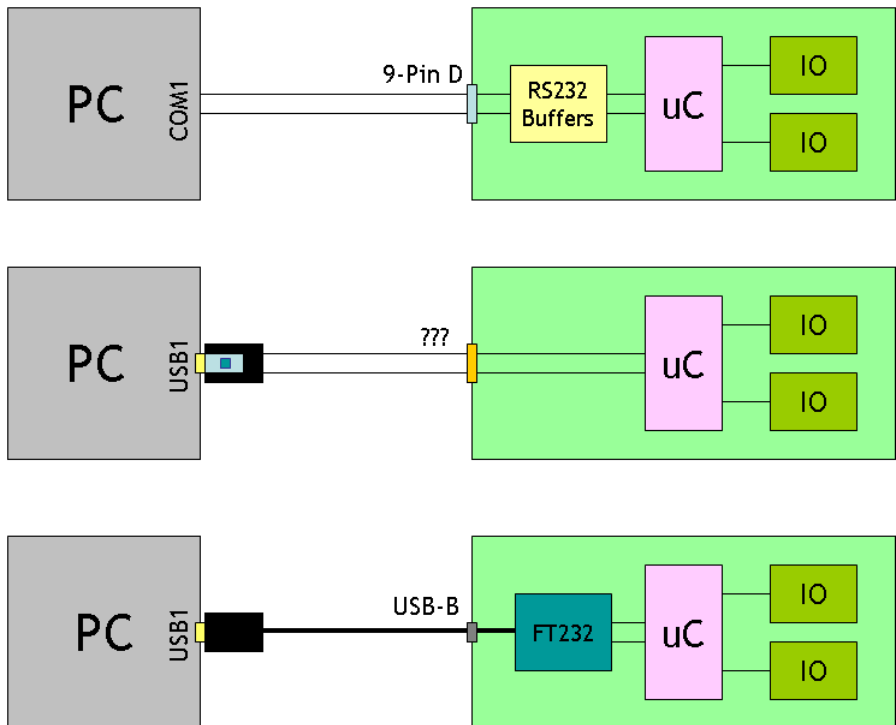 PC
COM1
9-Pin D
RS232
Buffers
uC
IO
IO
PC
USB1
???
uC
IO
IO
PC
USB1
USB-B
FT232
uC
IO
IO